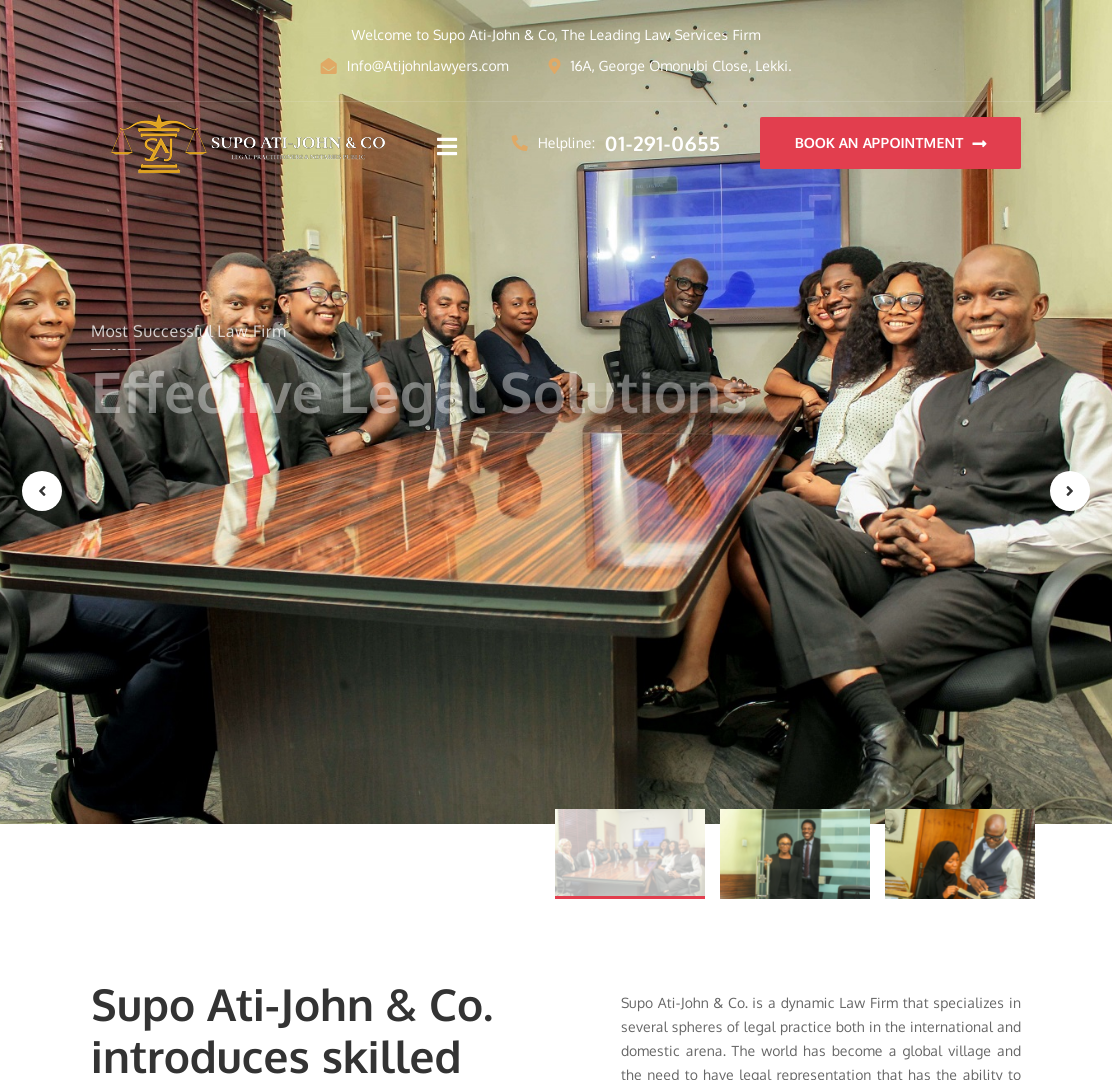 Welcome to Supo Ati-John & Co, The Leading Law Services Firm
Info@Atijohnlawyers.com
16A, George Omonubi Close, Lekki.
SAJ
SUPO ATI-JOHN & CO
Helpline: 01-291-0655
BOOK AN APPOINTMENT
Most Successful Law Firm
Effective Legal Solutions
Supo Ati-John & Co.
introduces skilled
Supo Ati-John & Co. is a dynamic Law Firm that specializes in
several spheres of legal practice both in the international and
domestic arena. The world has become a global village and
the need to have legal representation that has the ability to